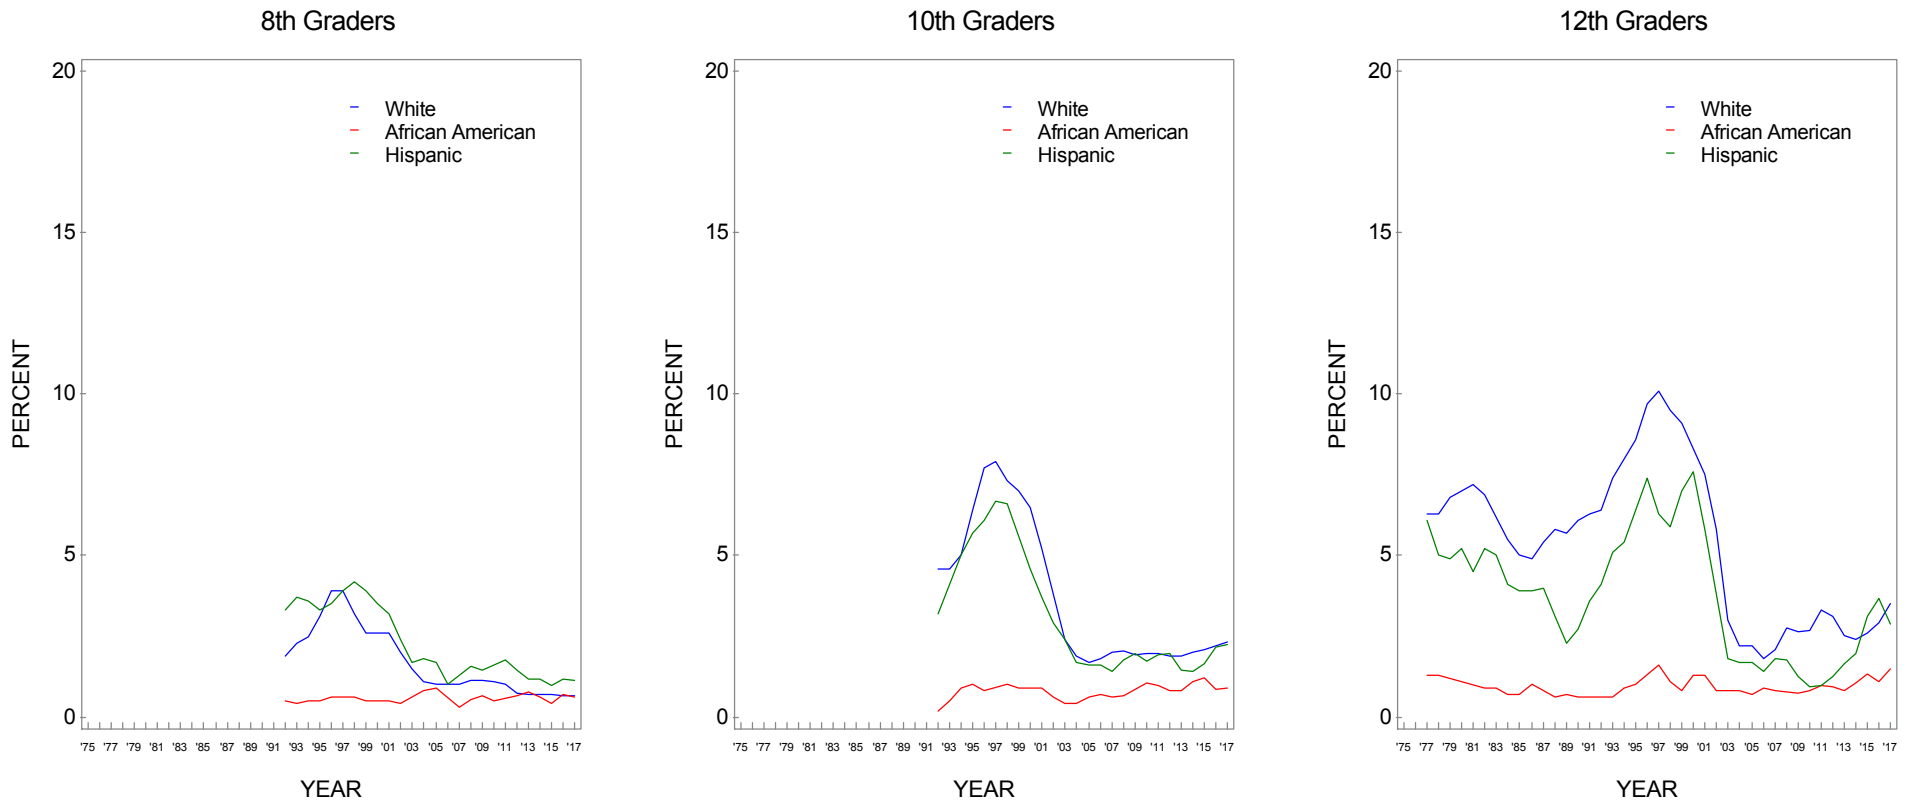 8th Graders
20
15
10
5
0
PERCENT
White
African American
Hispanic
'75 '77 '79 '81 '83 '85 '87 '89 '91 '93 '95 '97 '99 '01 '03 '05 '07 '09 '11 '13 '15 '17
YEAR
10th Graders
20
15
10
5
0
PERCENT
White
African American
Hispanic
'75 '77 '79 '81 '83 '85 '87 '89 '91 '93 '95 '97 '99 '01 '03 '05 '07 '09 '11 '13 '15 '17
YEAR
12th Graders
20
15
10
5
0
PERCENT
White
African American
Hispanic
'75 '77 '79 '81 '83 '85 '87 '89 '91 '93 '95 '97 '99 '01 '03 '05 '07 '09 '11 '13 '15 '17
YEAR